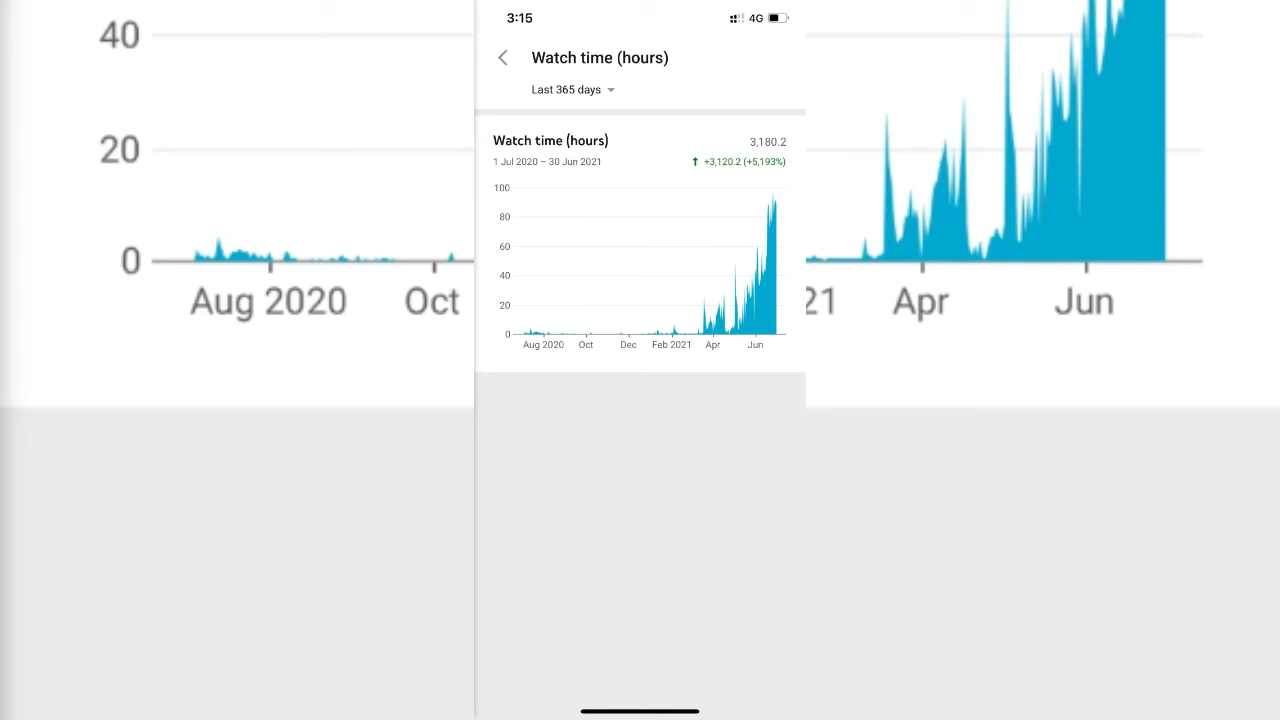 3:15
4G
Watch time (hours)
Last 365 days
Watch time (hours)
3,180.2
1 Jul 2020 – 30 Jun 2021
+3,120.2 (+5,193%)
100
80
60
40
20
0
Aug 2020 Oct Dec Feb 2021 Apr Jun
40
20
0
Aug 2020 Oct
21 Apr Jun